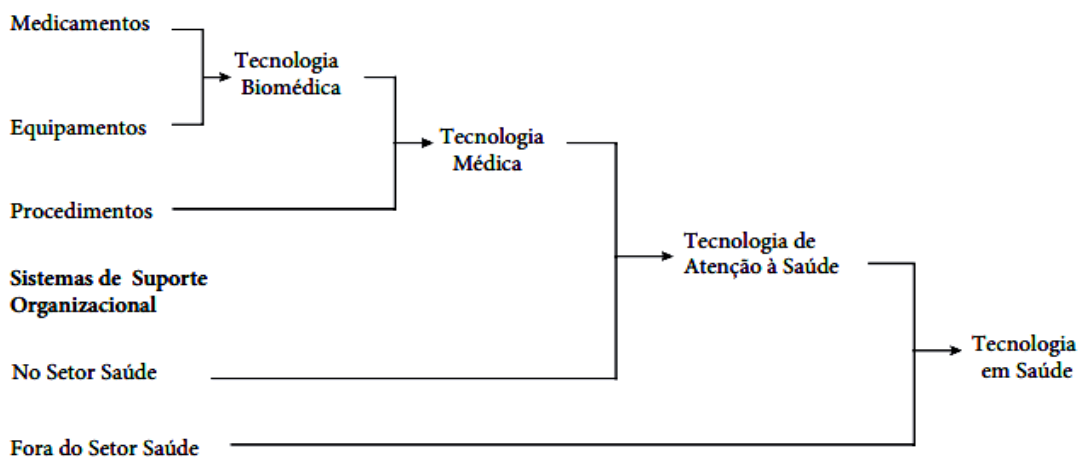 Medicamentos
Tecnologia
Biomédica
Equipamentos
Tecnologia
Médica
Procedimentos
Tecnologia de
Atenção à Saúde
Sistemas de Suporte
Organizacional
Tecnologia
em Saúde
No Setor Saúde
Fora do Setor Saúde